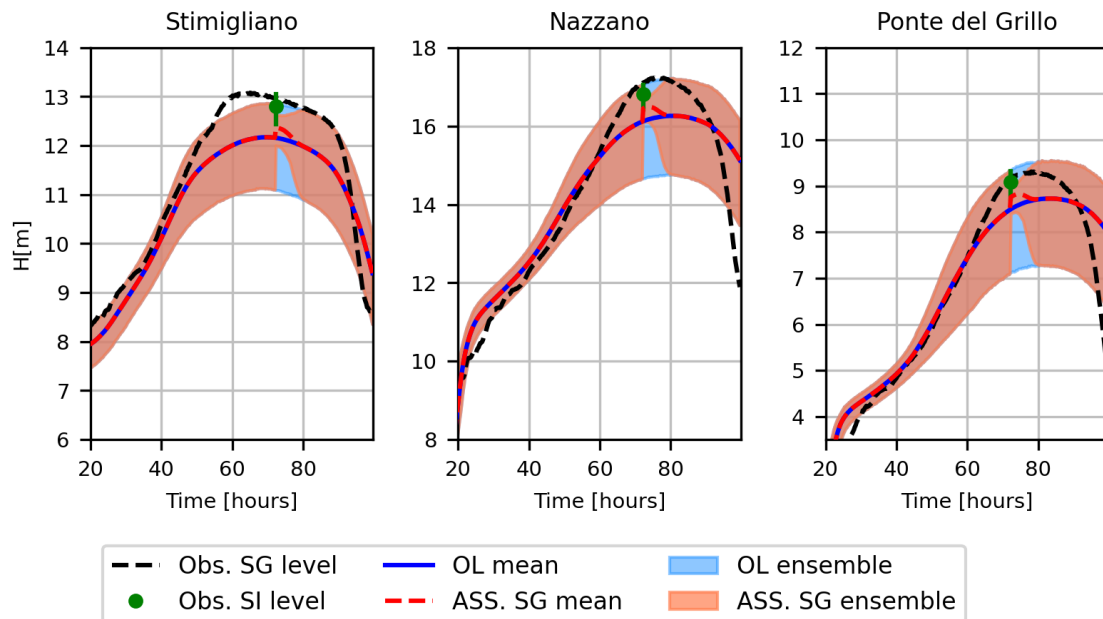 Stimigliano
Nazzano
Ponte del Grillo
H[m]
14
13
12
11
10
9
8
7
6
20
40
60
80
Time [hours]
18
16
14
12
10
8
20
40
60
80
Time [hours]
12
11
10
9
8
7
6
5
4
20
40
60
80
Time [hours]
Obs. SG level
OL mean
OL ensemble
Obs. SI level
ASS. SG mean
ASS. SG ensemble